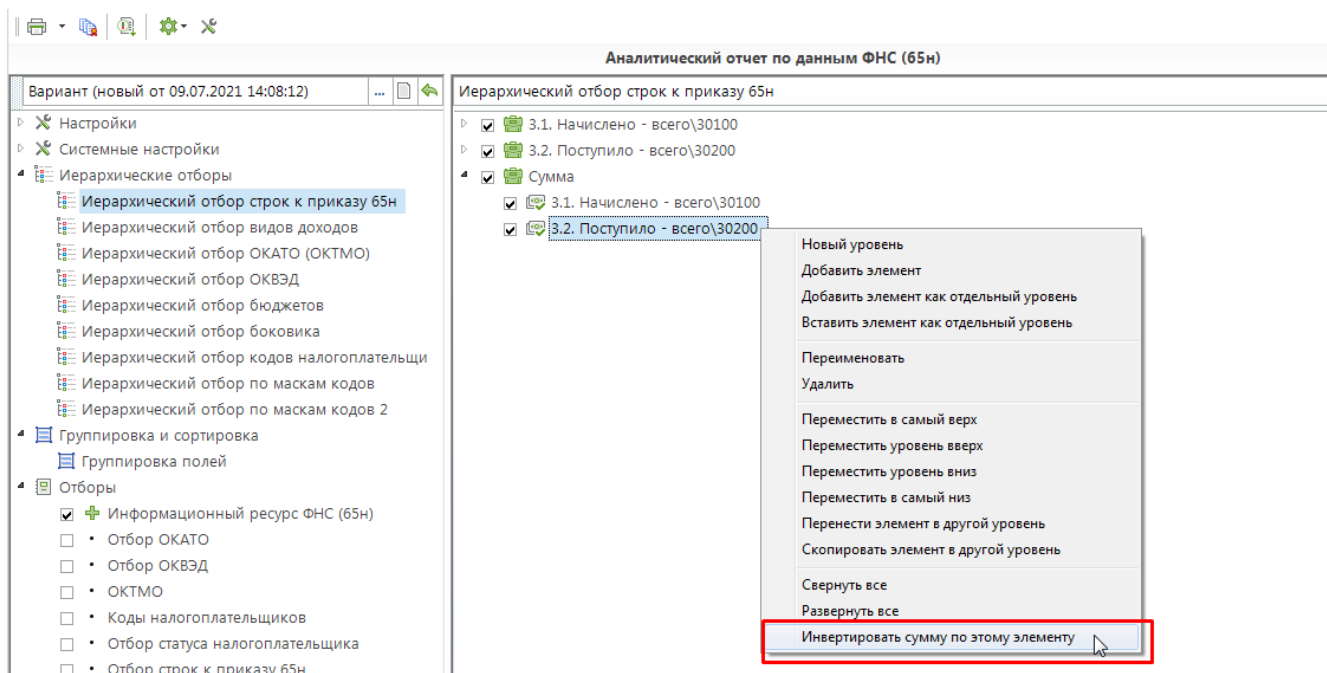 Аналитический отчет по данным ФНС (65н)
Вариант (новый от 09.07.2021 14:08:12)
...
Настройки
Системные настройки
Иерархические отборы
Иерархический отбор строк к приказу 65н
Иерархический отбор видов доходов
Иерархический отбор ОКАТО (ОКТМО)
Иерархический отбор ОКВЭД
Иерархический отбор бюджетов
Иерархический отбор боковика
Иерархический отбор кодов налогоплательщи
Иерархический отбор по маскам кодов
Иерархический отбор по маскам кодов 2
Группировка и сортировка
Группировка полей
Отборы
Информационный ресурс ФНС (65н)
Отбор ОКАТО
Отбор ОКВЭД
ОКТМО
Коды налогоплательщиков
Отбор статуса налогоплательщика
Отбор строк к приказу 65н
Иерархический отбор строк к приказу 65н
3.1. Начислено - всего\30100
3.2. Поступило - всего\30200
Сумма
3.1. Начислено - всего\30100
3.2. Поступило - всего\30200
Новый уровень
Добавить элемент
Добавить элемент как отдельный уровень
Вставить элемент как отдельный уровень
Переименовать
Удалить
Переместить в самый верх
Переместить уровень вверх
Переместить уровень вниз
Переместить в самый низ
Перенести элемент в другой уровень
Скопировать элемент в другой уровень
Свернуть все
Развернуть все
Инвертировать сумму по этому элементу